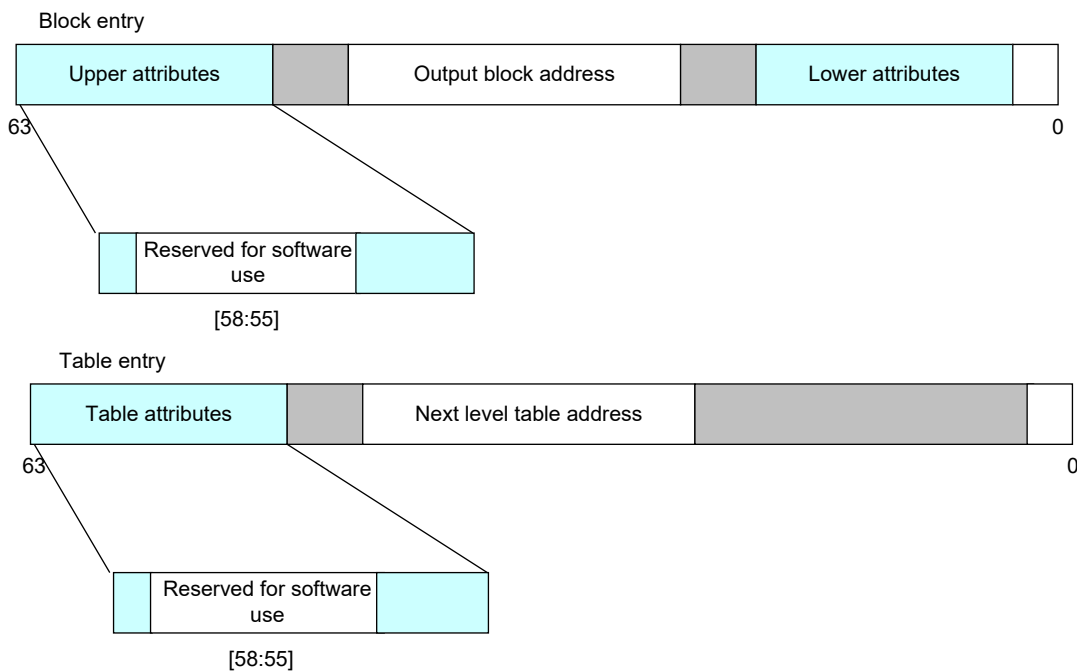 Block entry
Upper attributes
Output block address
Lower attributes
63
0
Reserved for software
use
[58:55]
Table entry
Table attributes
Next level table address
63
0
Reserved for software
use
[58:55]